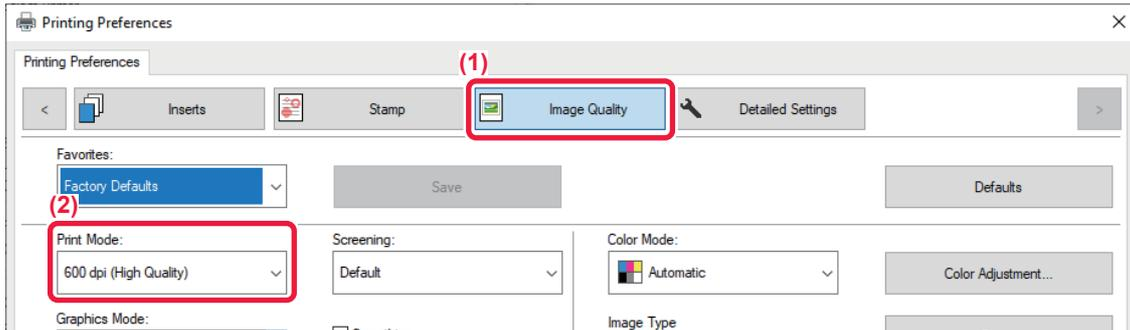 Printing Preferences
Printing Preferences
(1)
< Inserts Stamp Image Quality Detailed Settings >
Favorites:
Factory Defaults Save Defaults
(2)
Print Mode: Screening: Color Mode:
600 dpi (High Quality) Default Automatic Color Adjustment...
Graphics Mode: Image Type